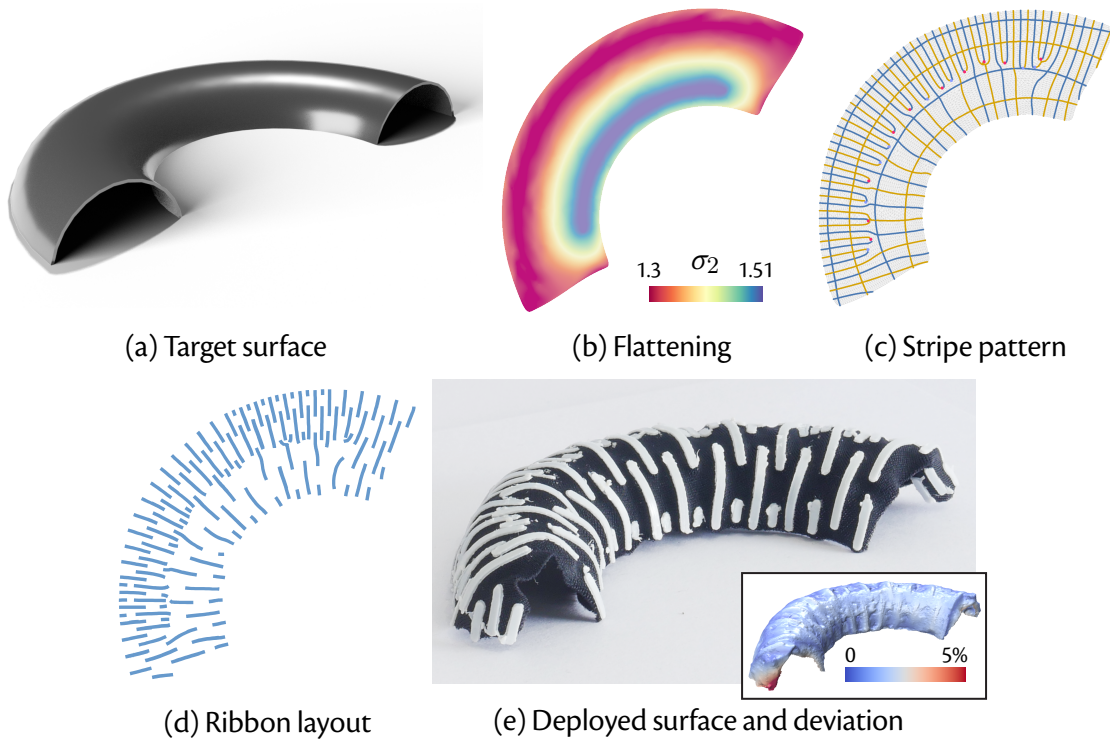 1.3 σ2 1.51
(a) Target surface
(b) Flattening
(c) Stripe pattern
0 5%
(d) Ribbon layout
(e) Deployed surface and deviation